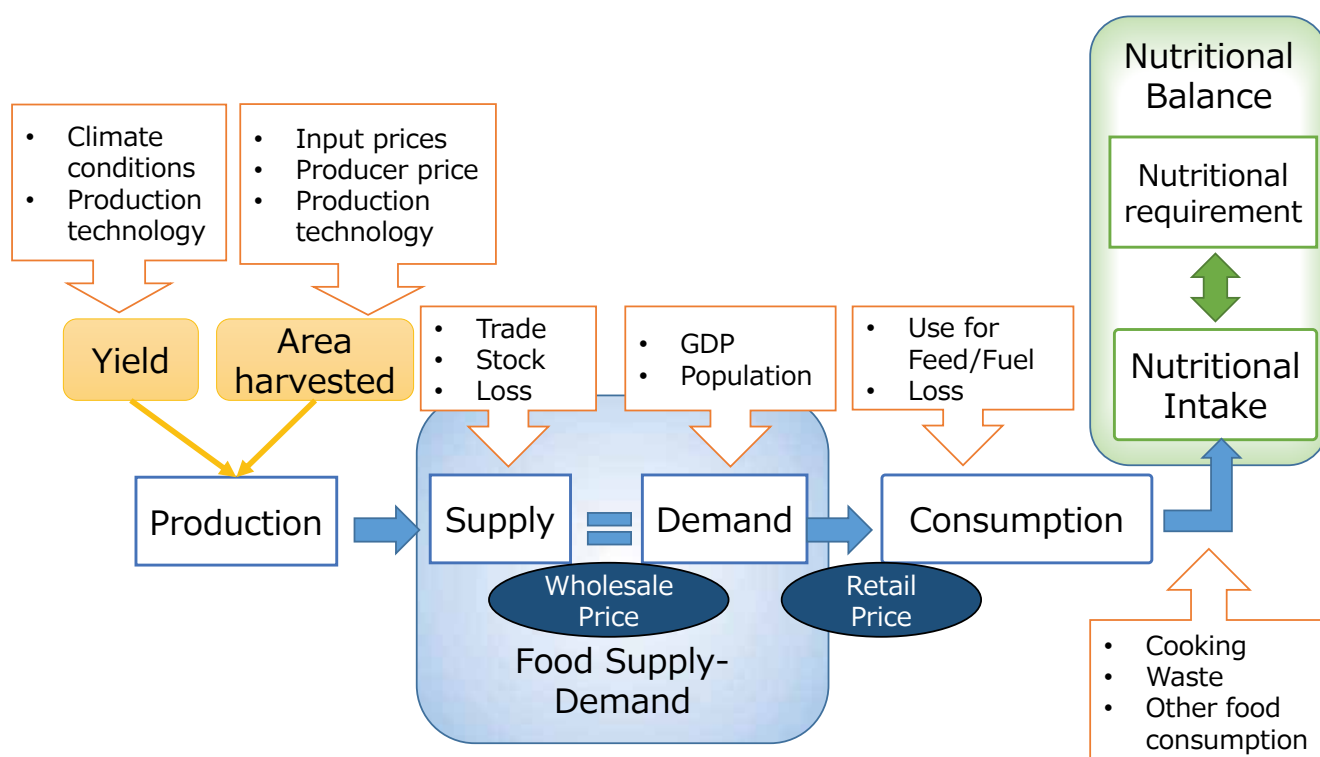 Nutritional
Balance
Nutritional
requirement
Nutritional
Intake
• Climate
conditions
• Production
technology
• Input prices
• Producer price
• Production
technology
Yield
Area
harvested
• Trade
• Stock
• Loss
• GDP
• Population
• Use for
Feed/Fuel
• Loss
Production
Supply
Demand
Consumption
Wholesale
Price
Retail
Price
Food Supply-
Demand
• Cooking
• Waste
• Other food
consumption